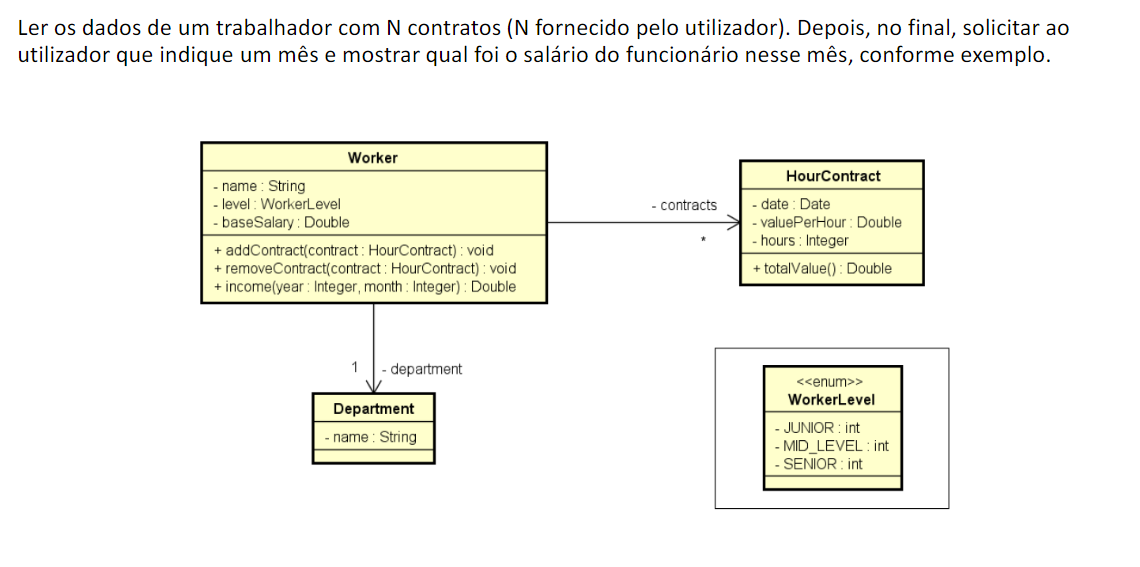 Ler os dados de um trabalhador com N contratos (N fornecido pelo utilizador). Depois, no final, solicitar ao
utilizador que indique um mês e mostrar qual foi o salário do funcionário nesse mês, conforme exemplo.
Worker
- name : String
- level : WorkerLevel
- baseSalary : Double
+ addContract(contract : HourContract) : void
+ removeContract(contract : HourContract) : void
+ income(year : Integer, month : Integer) : Double
- contracts
*
HourContract
- date : Date
- valuePerHour : Double
- hours : Integer
+ totalValue() : Double
1
- department
Department
- name : String
<<enum>>
WorkerLevel
- JUNIOR : int
- MID_LEVEL : int
- SENIOR : int